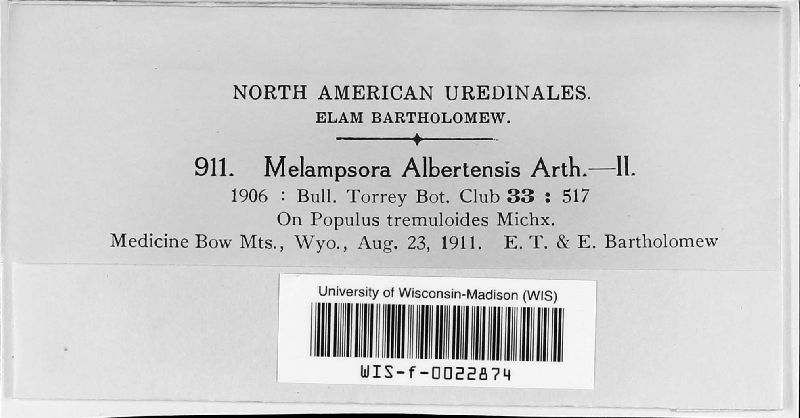 NORTH AMERICAN UREDINALES.
ELAM BARTHOLOMEW.
911. Melampsora Albertensis Arth.—II.
1906 : Bull. Torrey Bot. Club 33 : 517
On Populus tremuloides Michx.
Medicine Bow Mts., Wyo., Aug. 23, 1911. E. T. & E. Bartholomew
University of Wisconsin-Madison (WIS)
WIS-f-0022874